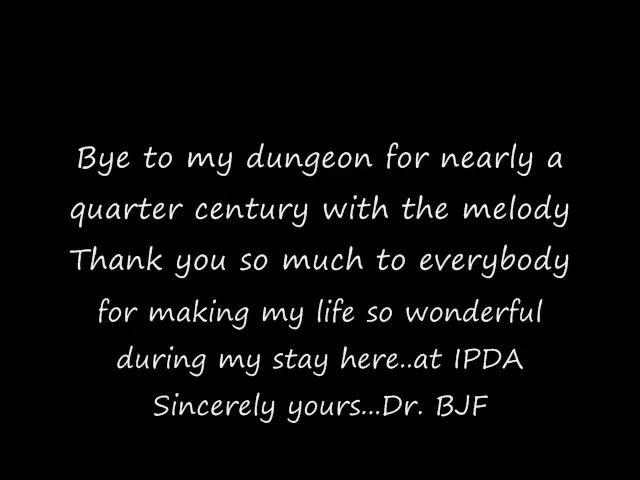 Bye to my dungeon for nearly a
quarter century with the melody
Thank you so much to everybody
for making my life so wonderful
during my stay here..at IPDA
Sincerely yours...Dr. BJF